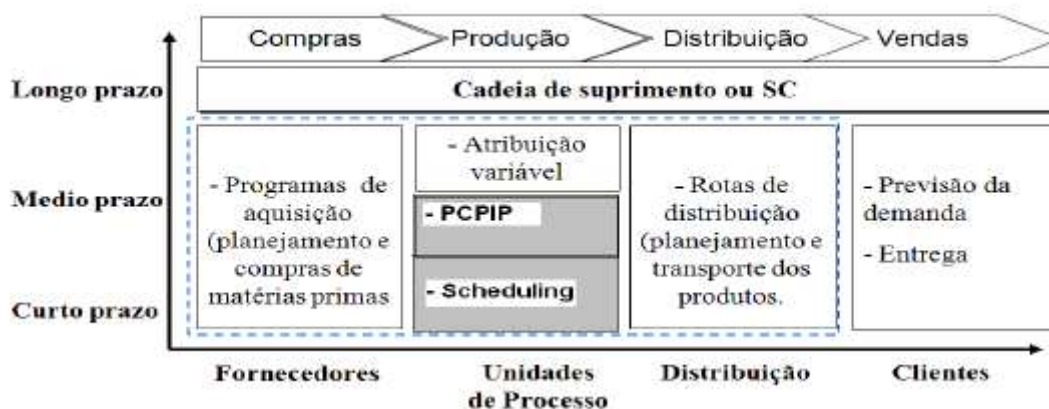 Compras
Produção
Distribuição
Vendas
Longo prazo
Cadeia de suprimento ou SC
Medio prazo
Curto prazo
- Programas de
aquisição
(planejamento e
compras de
matérias primas
- Atribuição
variável
- PCPIP
- Scheduling
- Rotas de
distribuição
(planejamento e
transporte dos
produtos.
- Previsão da
demanda
- Entrega
Fornecedores
Unidades
de Processo
Distribuição
Clientes